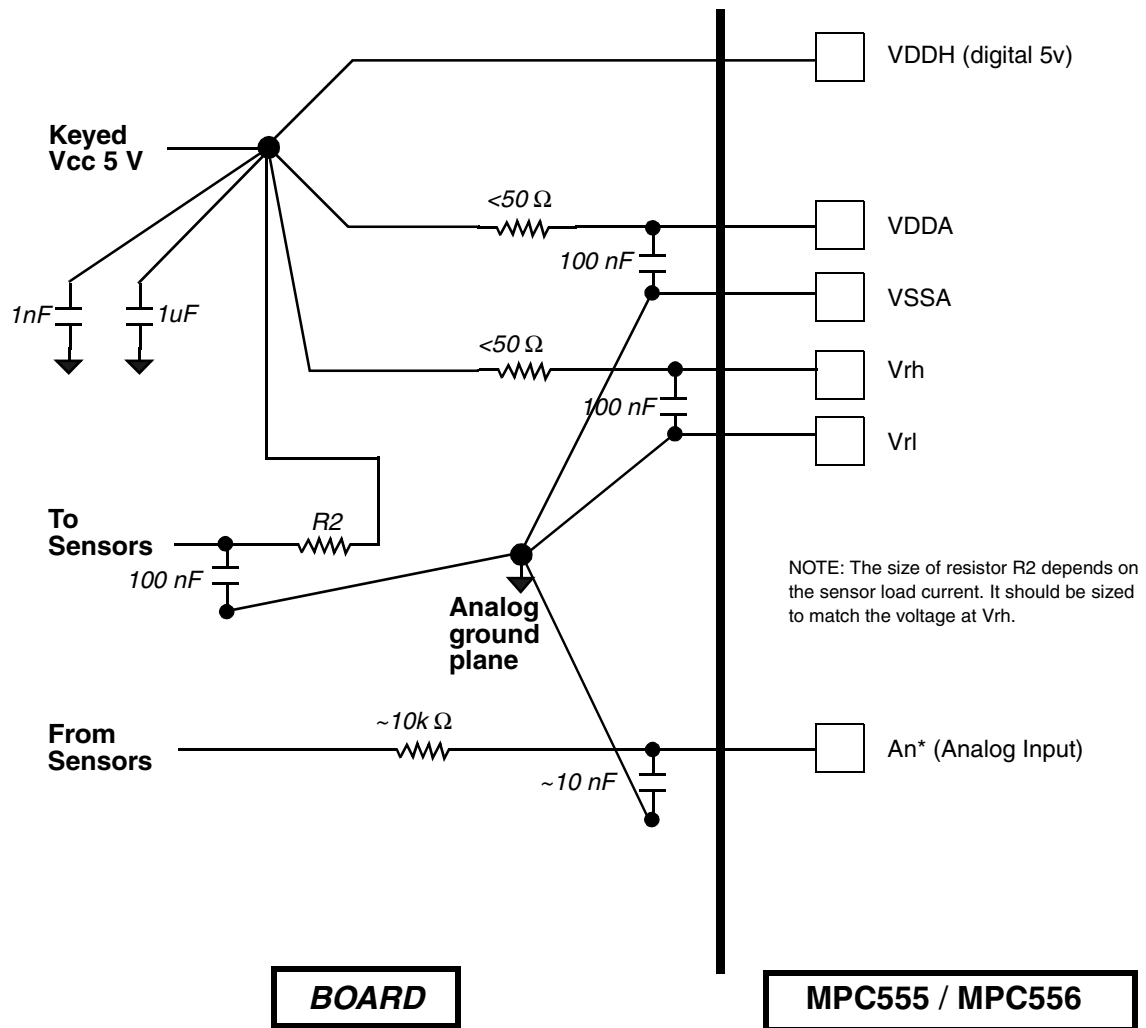 VDDH (digital 5v)
Keyed
Vcc 5 V
<50 Ω
VDDA
100 nF
VSSA
1nF
1uF
<50 Ω
Vrh
100 nF
Vrl
To
Sensors
R2
100 nF
NOTE: The size of resistor R2 depends on
the sensor load current. It should be sized
to match the voltage at Vrh.
Analog
ground
plane
From
Sensors
~10k Ω
An* (Analog Input)
~10 nF
BOARD
MPC555 / MPC556